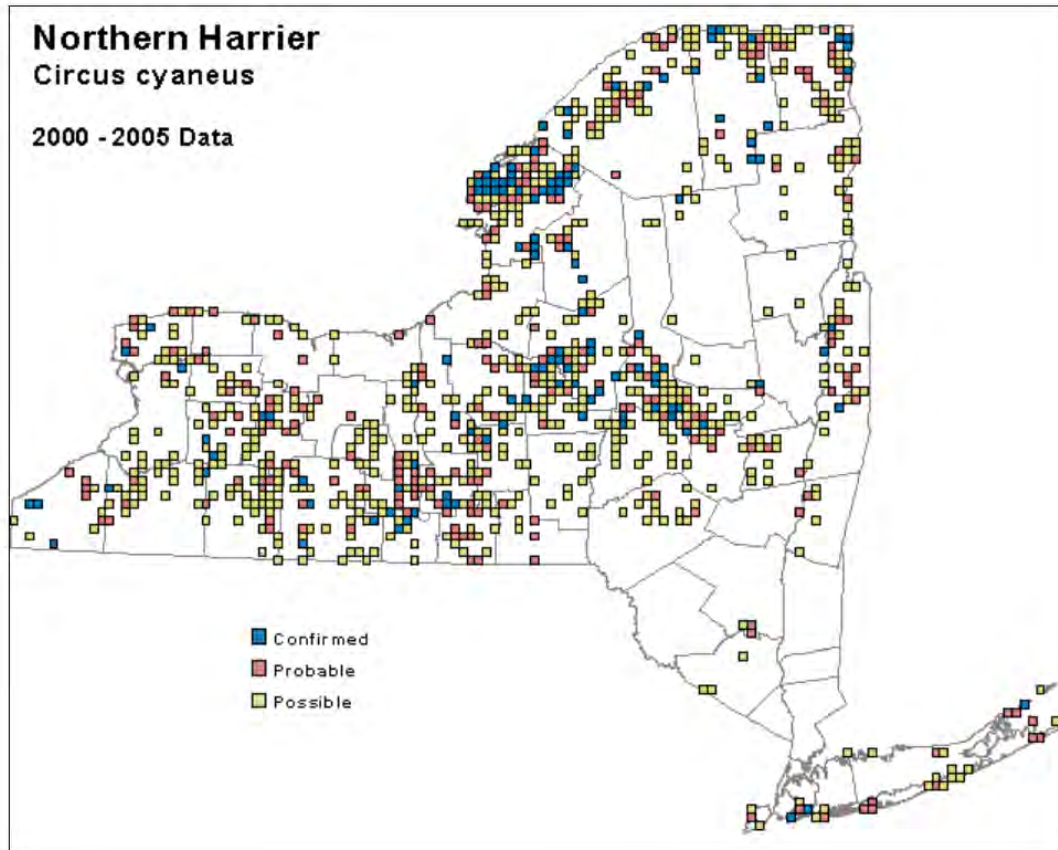 Northern Harrier
Circus cyaneus
2000 - 2005 Data
Confirmed
Probable
Possible